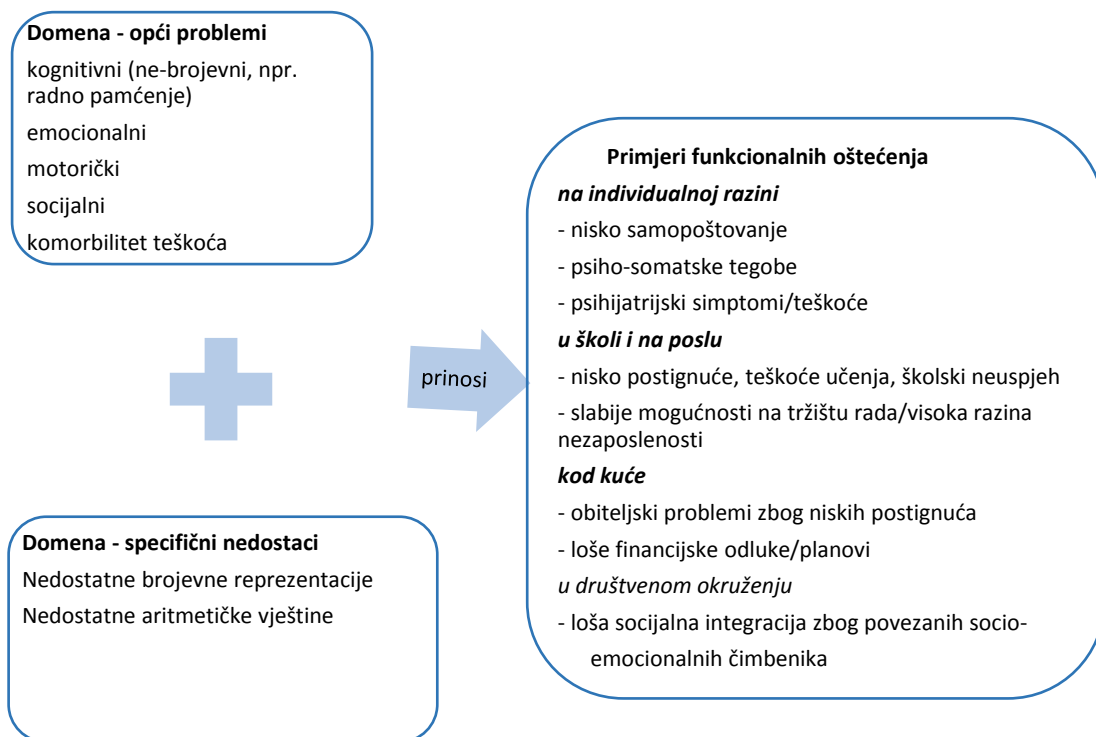 Domena - opći problemi
kognitivni (ne-brojevni, npr.
radno pamćenje)
emocionalni
motorički
socijalni
komorbilitet teškoća
prinosi
Domena - specifični nedostaci
Nedostatne brojevne reprezentacije
Nedostatne aritmetičke vještine
Primjeri funkcionalnih oštećenja
na individualnoj razini
- nisko samopoštovanje
- psiho-somatske tegobe
- psihijatrijski simptomi/teškoće
u školi i na poslu
- nisko postignuće, teškoće učenja, školski neuspjeh
- slabije mogućnosti na tržištu rada/visoka razina
nezaposlenosti
kod kuće
- obiteljski problemi zbog niskih postignuća
- loše financijske odluke/planovi
u društvenom okruženju
- loša socijalna integracija zbog povezanih socio-
emocionalnih čimbenika